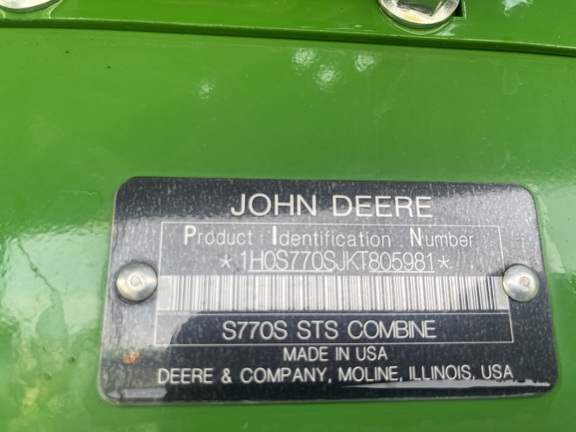 JOHN DEERE
Product Identification Number
*1H0S770SJKT805981*
S770S STS COMBINE
MADE IN USA
DEERE & COMPANY, MOLINE, ILLINOIS, USA